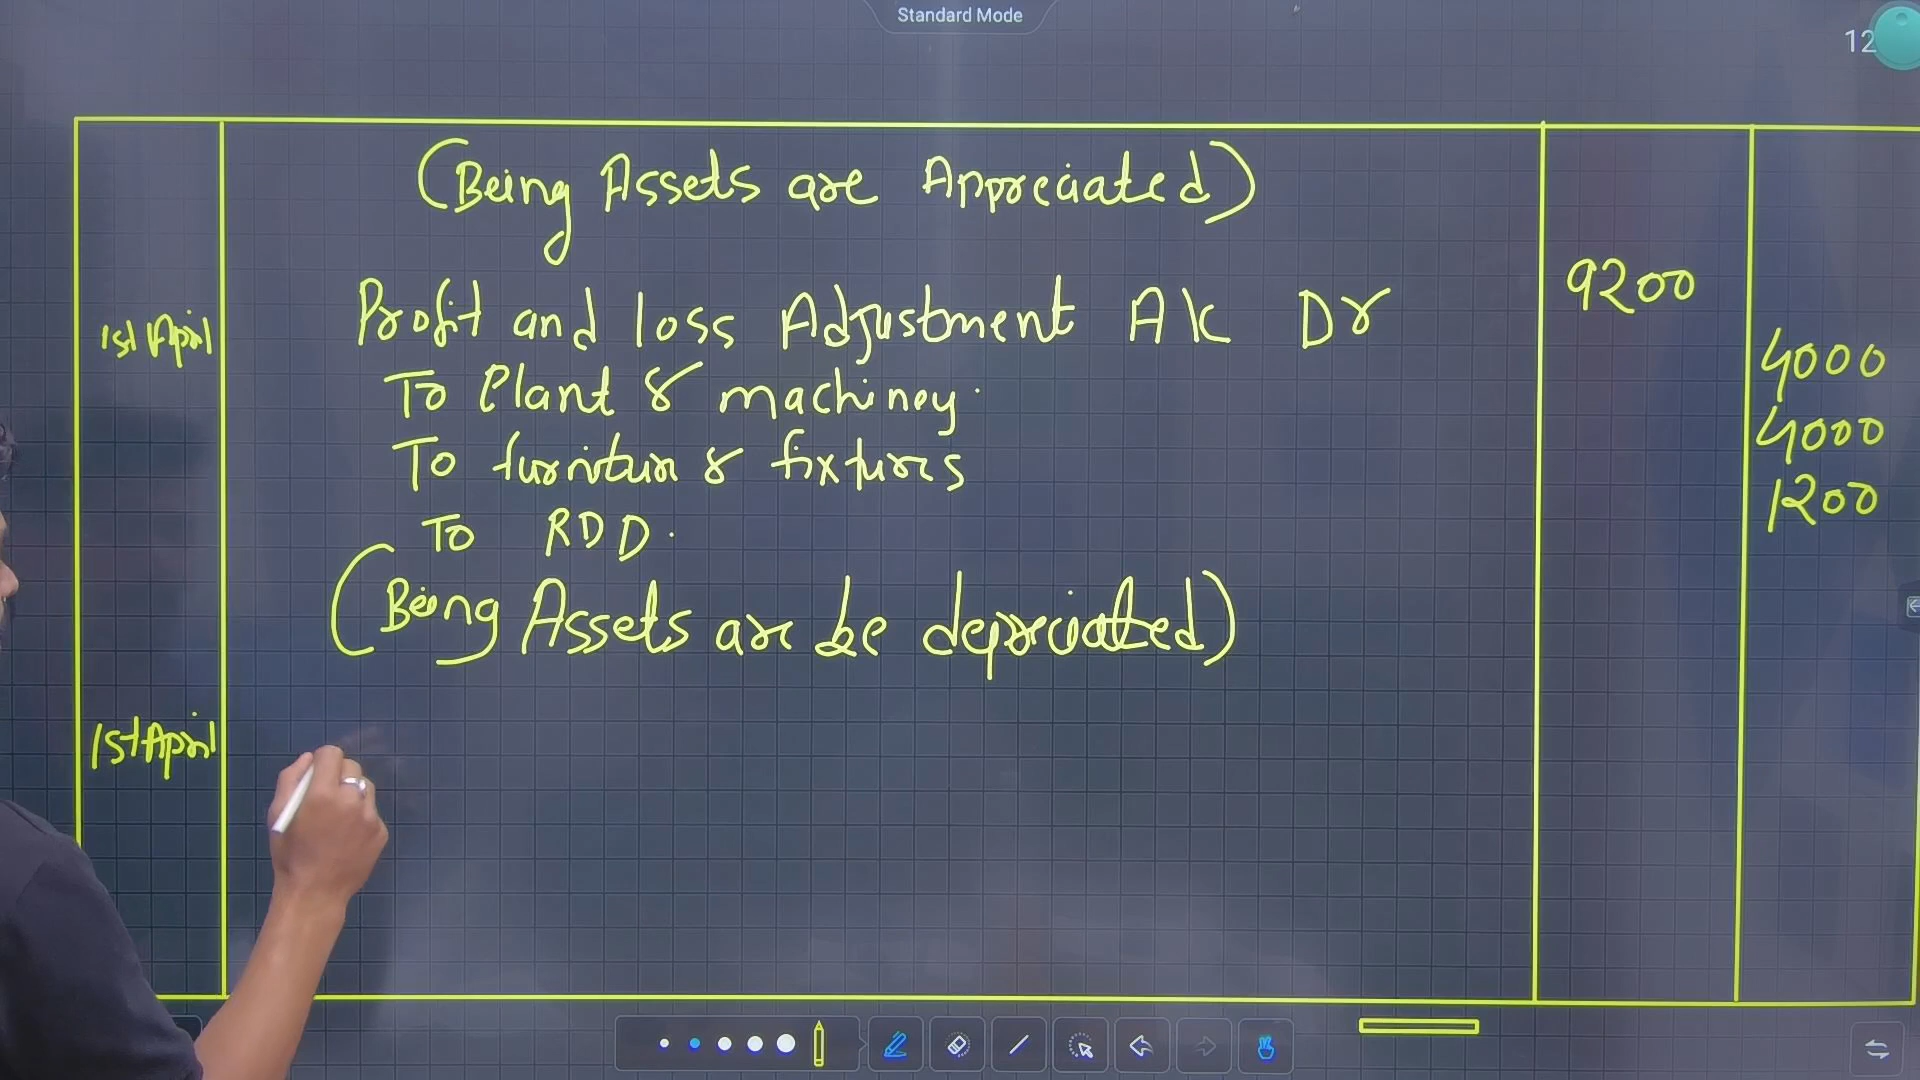 Standard Mode
12
(Being Assets are Appreciated)
1st April Profit and loss Adjustment A/c Dr 9200
To Plant & machiney. 4000
To furniture & fixtures 4000
To RDD. 1200
(Being Assets are be depreciated)
1st April